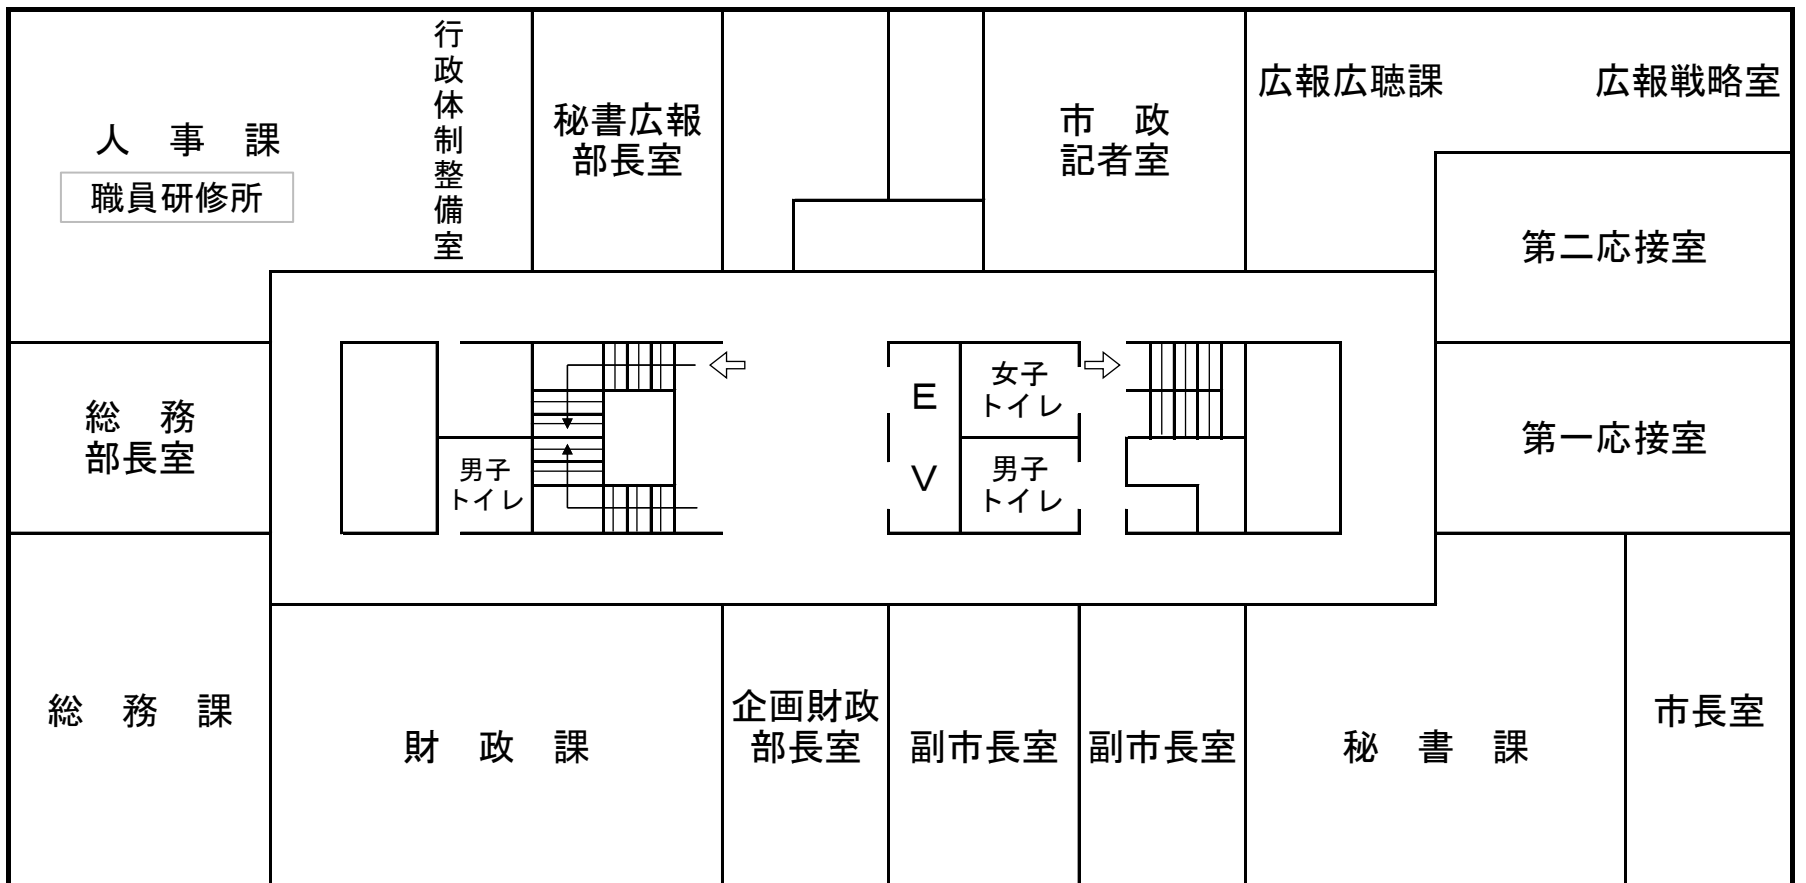 人　事　課
職員研修所
行政体制整備室
秘書広報
部長室
市　政
記者室
広報広聴課
広報戦略室
第二応接室
総　務
部長室
男子
トイレ
E
V
女子
トイレ
男子
トイレ
第一応接室
総　務　課
財　政　課
企画財政
部長室
副市長室
副市長室
秘　書　課
市長室